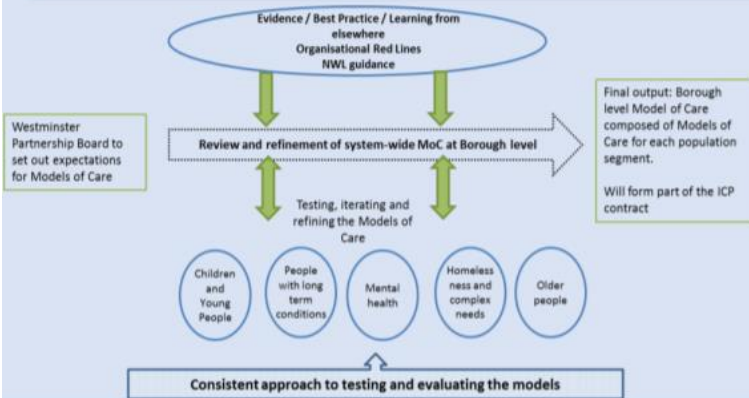 Evidence / Best Practice / Learning from
elsewhere
Organisational Red Lines
NWL guidance
Westminster
Partnership Board to
set out expectations
for Models of Care
Review and refinement of system-wide MoC at Borough level
Final output: Borough
level Model of Care
composed of Models of
Care for each population
segment.
Will form part of the ICP
contract
Testing, iterating and
refining the Models of
Care
Children
and
Young
People
People
with long
term
conditions
Mental
health
Homeless
ness and
complex
needs
Older
people
Consistent approach to testing and evaluating the models